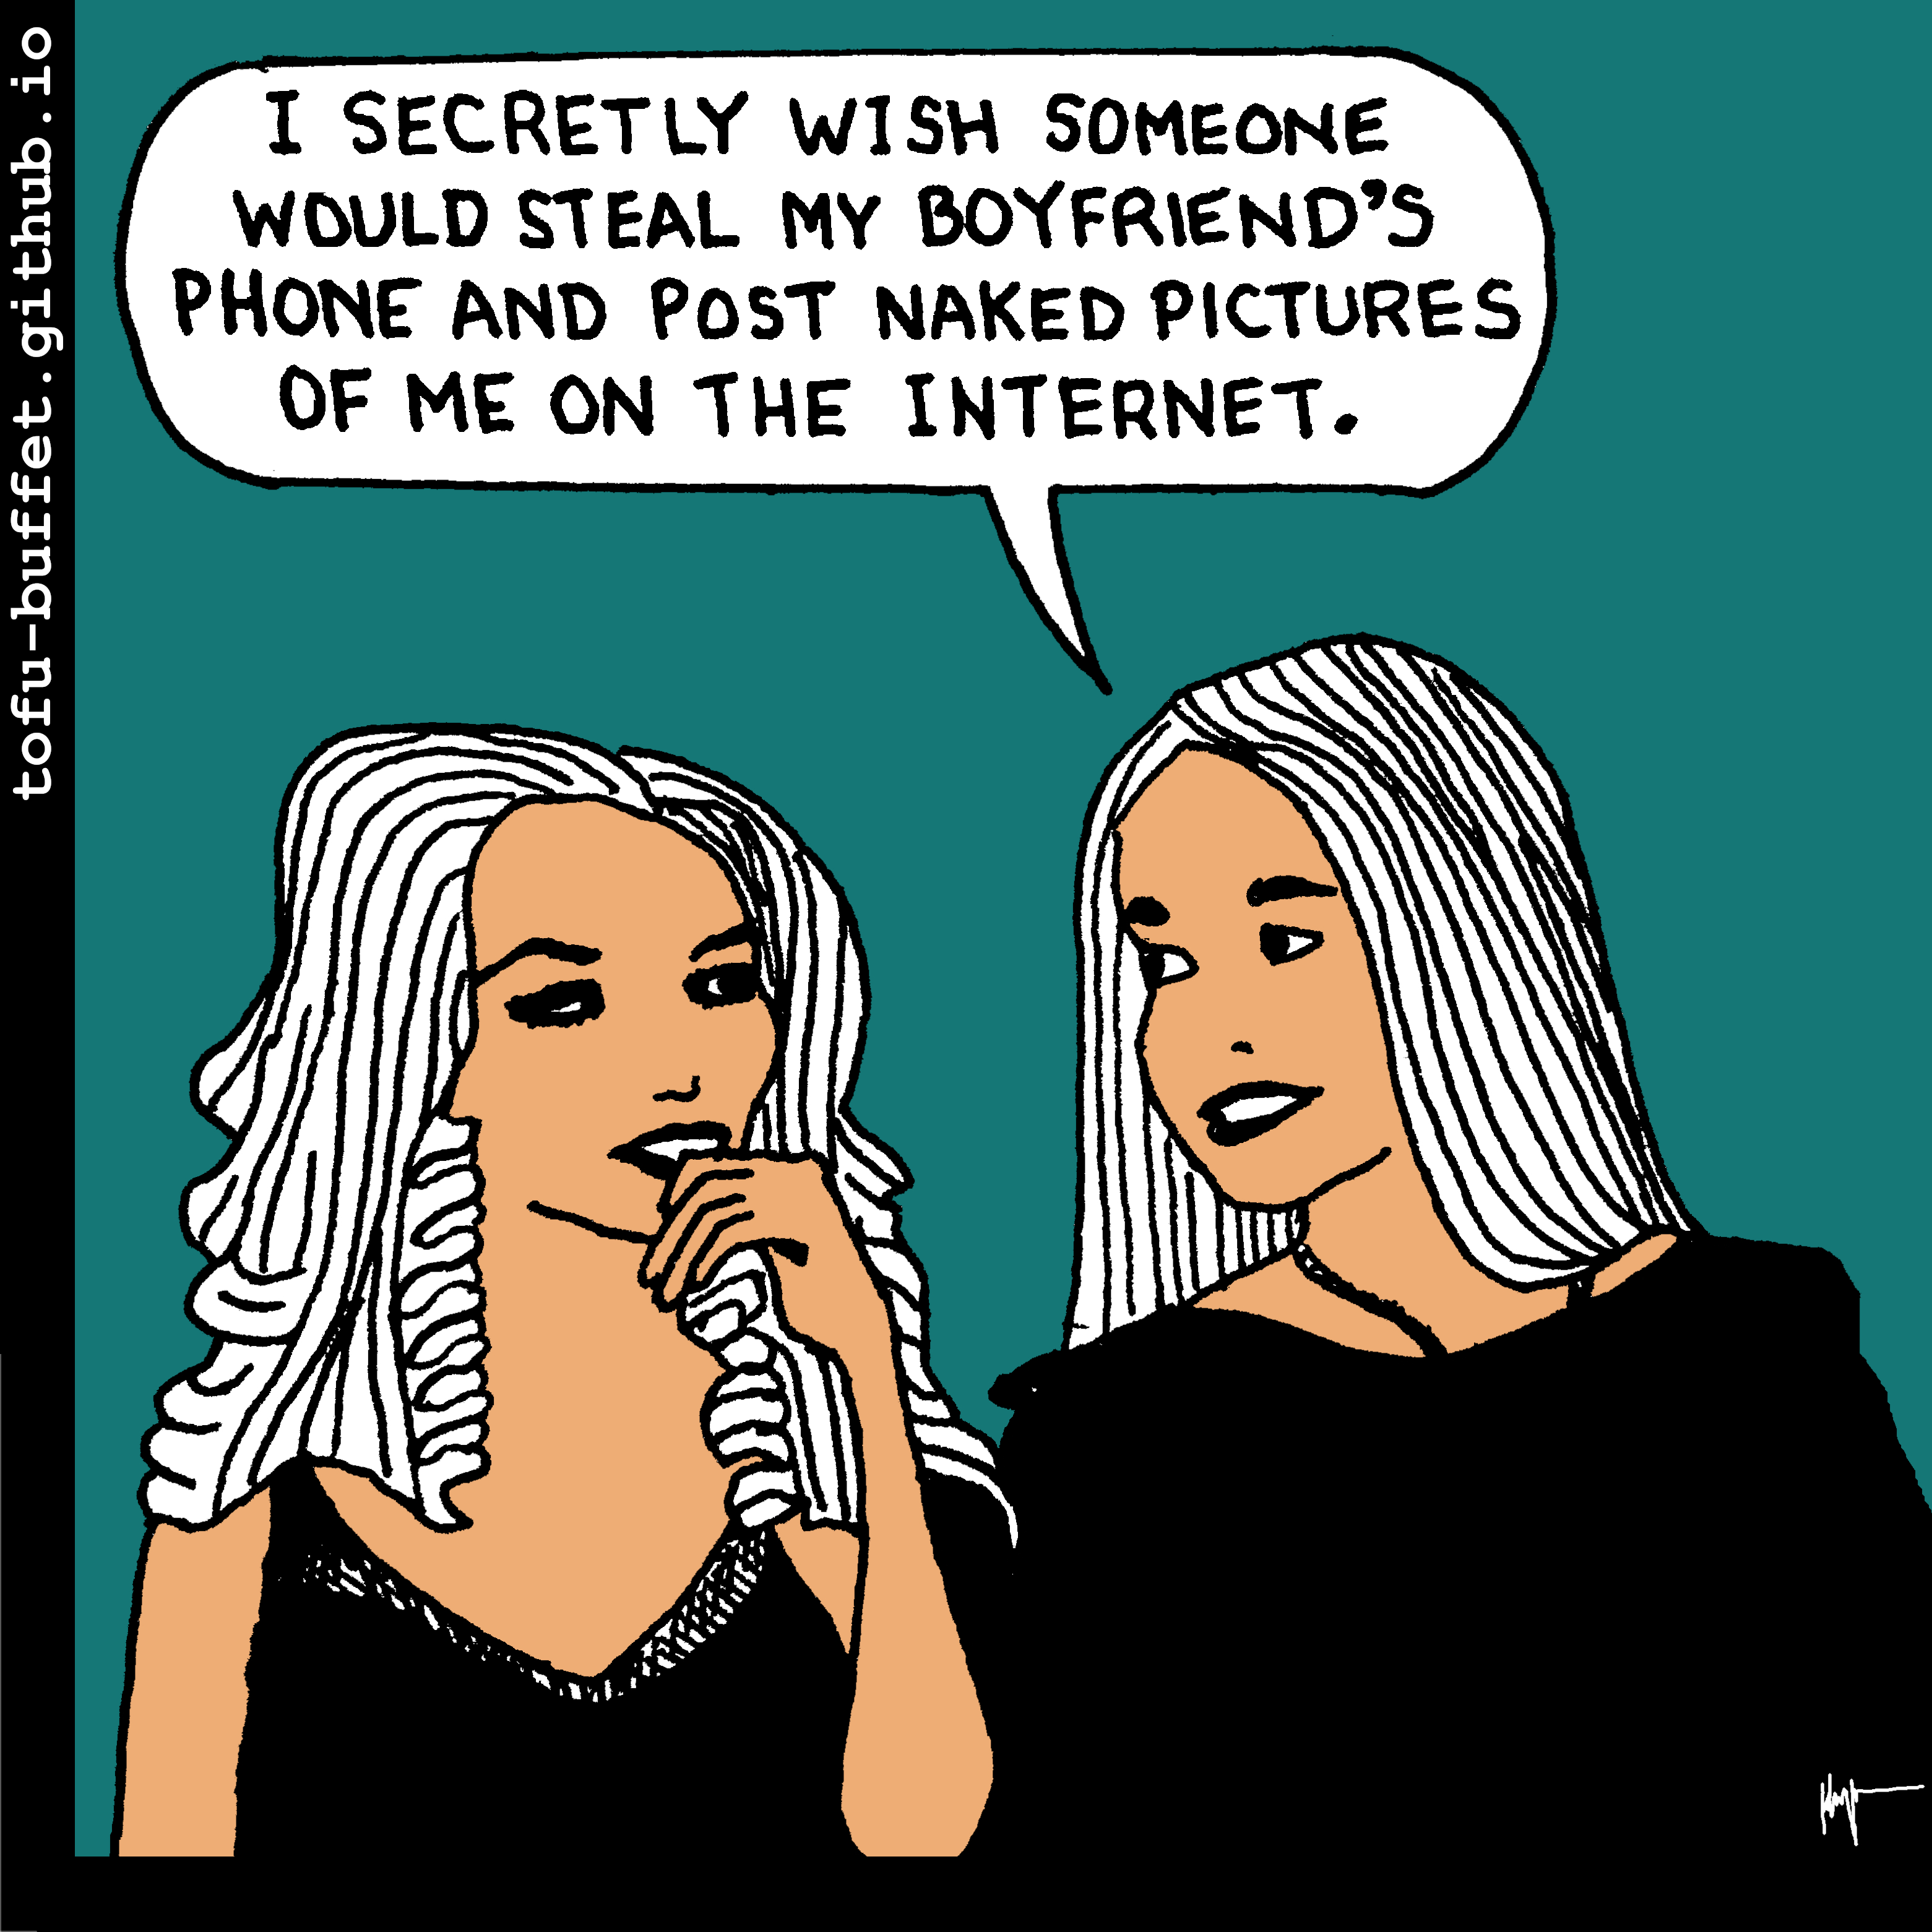 tofu-buffet.github.io
I SECRETLY WISH SOMEONE
WOULD STEAL MY BOYFRIEND'S
PHONE AND POST NAKED PICTURES
OF ME ON THE INTERNET.